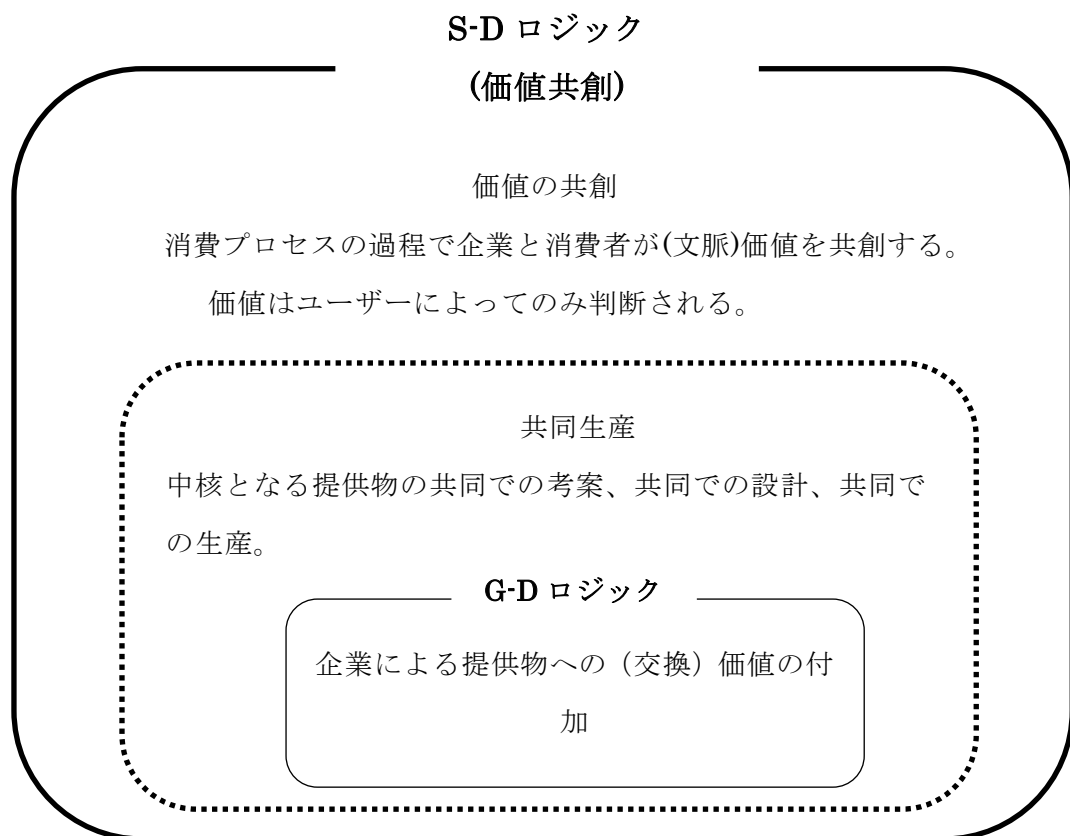 S-D ロジック
(価値共創)
価値の共創
消費プロセスの過程で企業と消費者が(文脈)価値を共創する。
価値はユーザーによってのみ判断される。
共同生産
中核となる提供物の共同での考案、共同での設計、共同で
の生産。
G-D ロジック
企業による提供物への（交換）価値の付
加